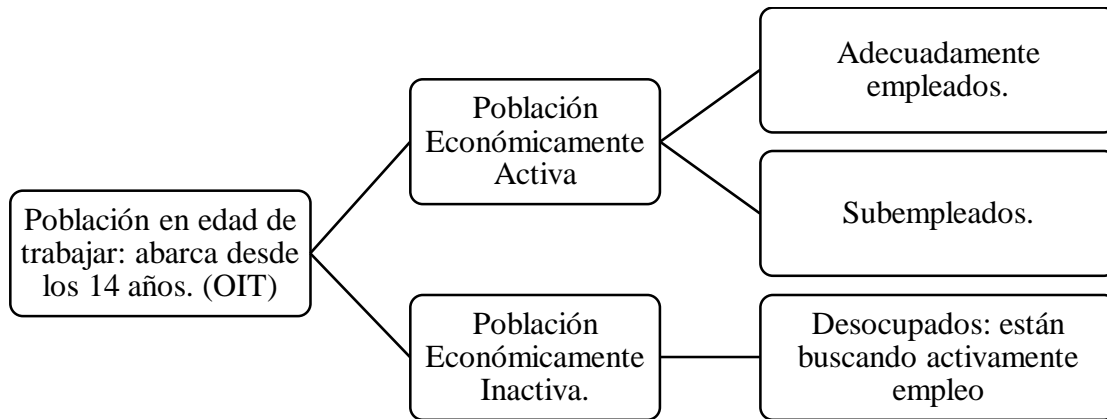 Población en edad de
trabajar: abarca desde
los 14 años. (OIT)
Población
Económicamente
Activa
Adecuadamente
empleados.
Subempleados.
Población
Económicamente
Inactiva.
Desocupados: están
buscando activamente
empleo